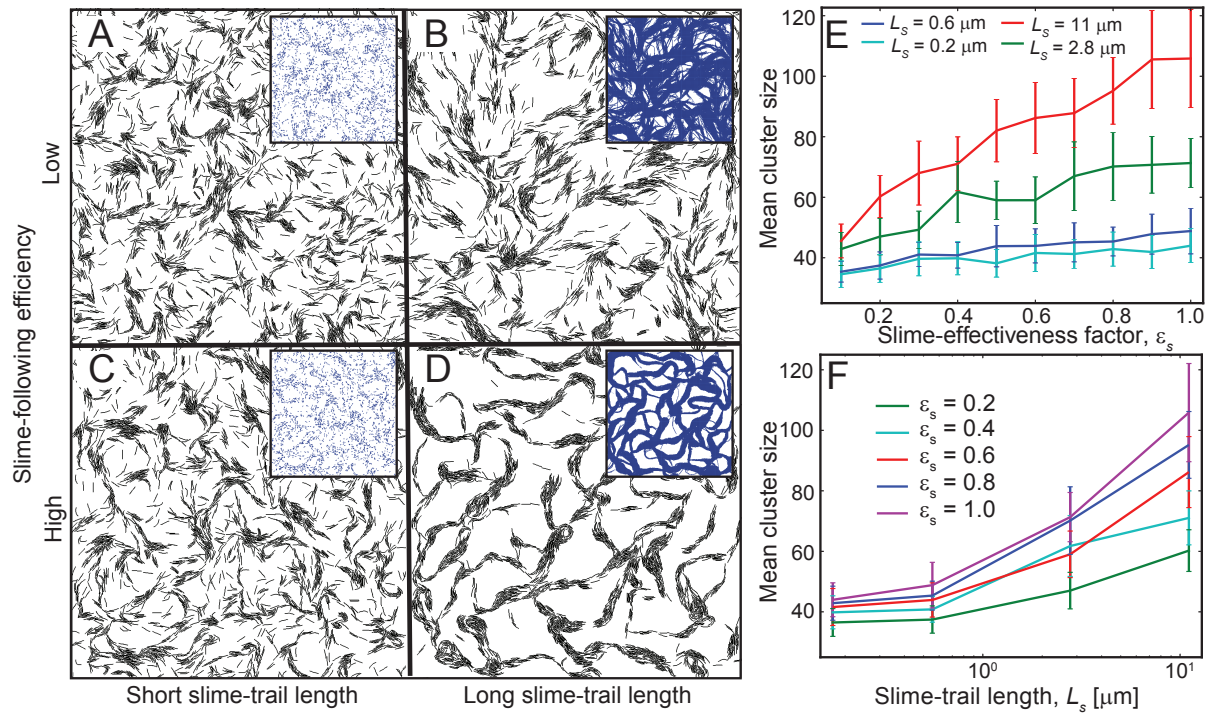 A
B
C
D
Low
High
Slime-following efficiency
Short slime-trail length
Long slime-trail length
E
L_s = 0.6 μm
L_s = 11 μm
L_s = 0.2 μm
L_s = 2.8 μm
Mean cluster size
120
100
80
60
40
0.2
0.4
0.6
0.8
1.0
Slime-effectiveness factor, ε_s
F
ε_s = 0.2
ε_s = 0.4
ε_s = 0.6
ε_s = 0.8
ε_s = 1.0
Mean cluster size
120
100
80
60
40
10⁰
10¹
Slime-trail length, L_s [μm]